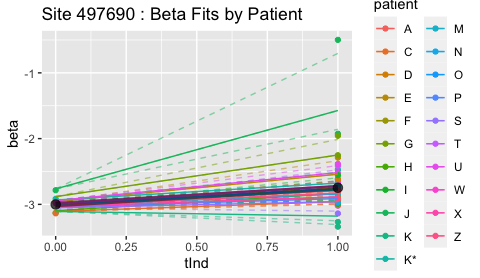 Site 497690 : Beta Fits by Patient
beta
-1
-2
-3
0.00
0.25
0.50
0.75
1.00
tInd
patient
A
C
D
E
F
G
H
I
J
K
K*
M
N
O
P
S
T
U
W
X
Z